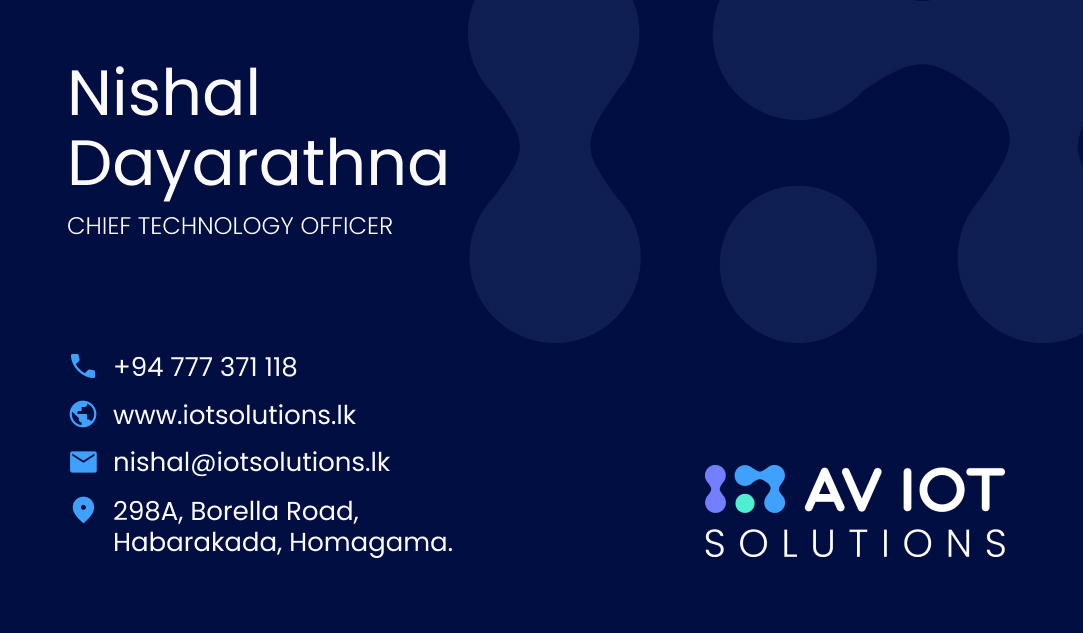 Nishal
Dayarathna
CHIEF TECHNOLOGY OFFICER
+94 777 371 118
www.iotsolutions.lk
nishal@iotsolutions.lk
298A, Borella Road,
Habarakada, Homagama.
AV IOT
SOLUTIONS